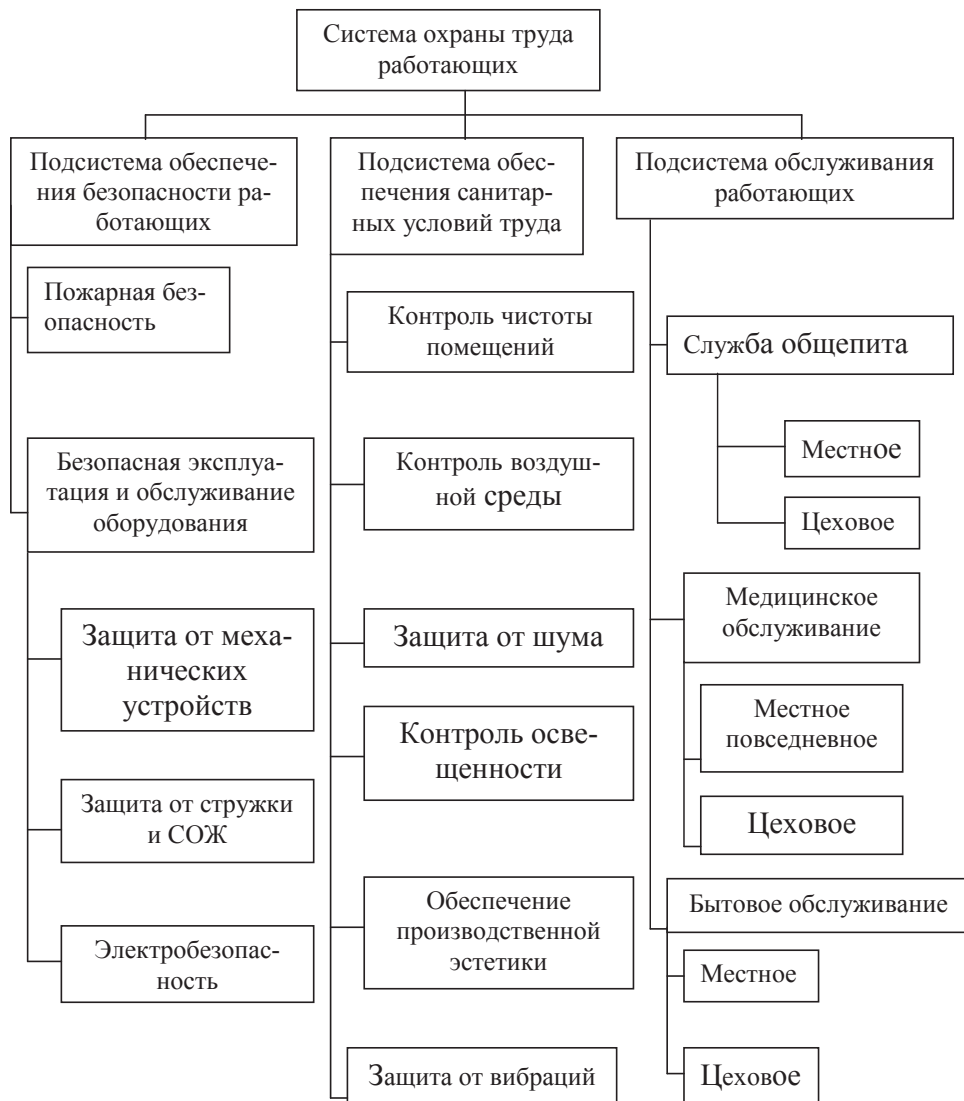 Система охраны труда
работающих
Подсистема обеспече-
ния безопасности ра-
ботающих
Пожарная без-
опасность
Безопасная эксплуа-
тация и обслуживание
оборудования
Защита от меха-
нических
устройств
Защита от стружки
и СОЖ
Электробезопас-
ность
Подсистема обес-
печения санитар-
ных условий труда
Контроль чистоты
помещений
Контроль воздуш-
ной среды
Защита от шума
Контроль осве-
щенности
Обеспечение
производственной
эстетики
Защита от вибраций
Подсистема обслуживания
работающих
Служба общепита
Местное
Цеховое
Медицинское
обслуживание
Местное
повседневное
Цеховое
Бытовое обслуживание
Местное
Цеховое